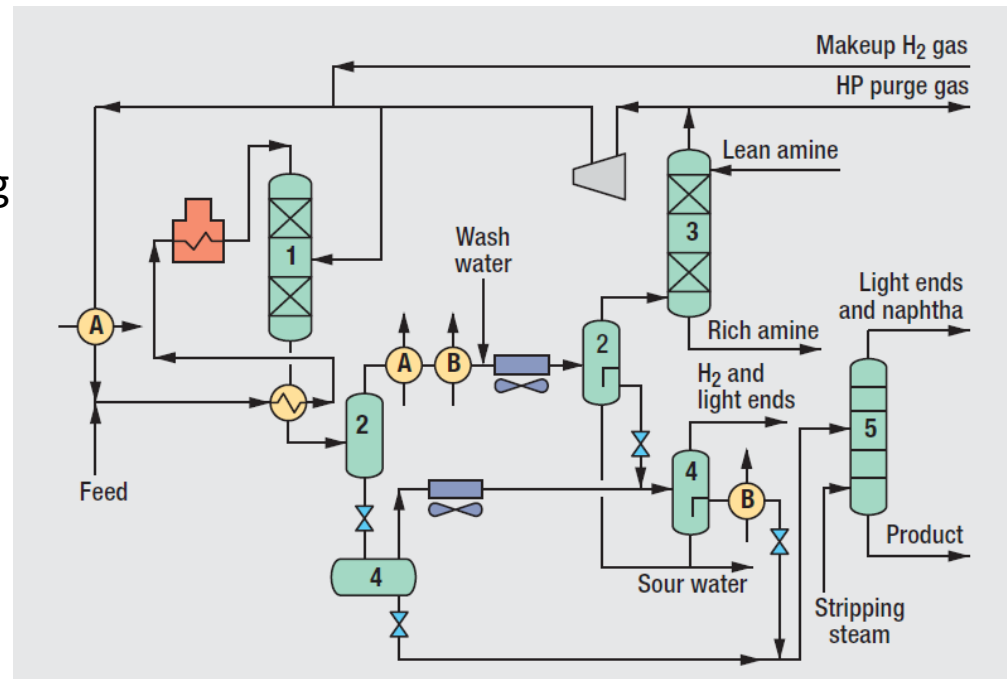 Makeup H₂ gas
HP purge gas
Lean amine
g
3
1
Wash
water
Light ends
and naphtha
A
Rich amine
2
H₂ and
light ends
A
B
2
5
4
B
Feed
Product
4
Sour water
Stripping
steam